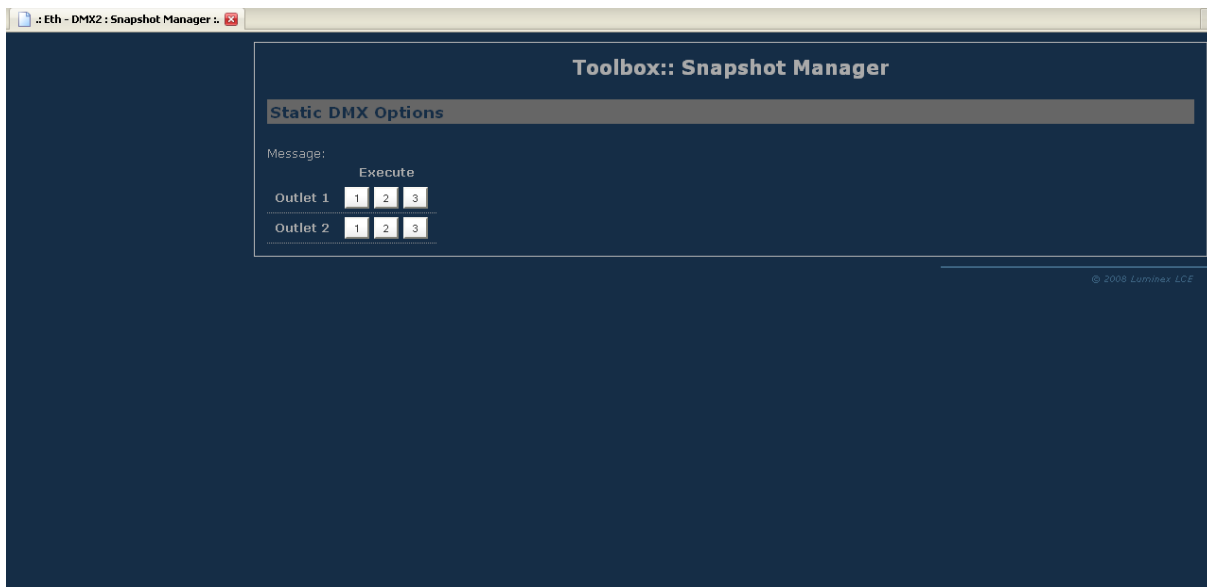 .: Eth - DMX2 : Snapshot Manager :.
Toolbox:: Snapshot Manager
Static DMX Options
Message:
Execute
Outlet 1 1 2 3
Outlet 2 1 2 3
© 2008 Luminex LCE